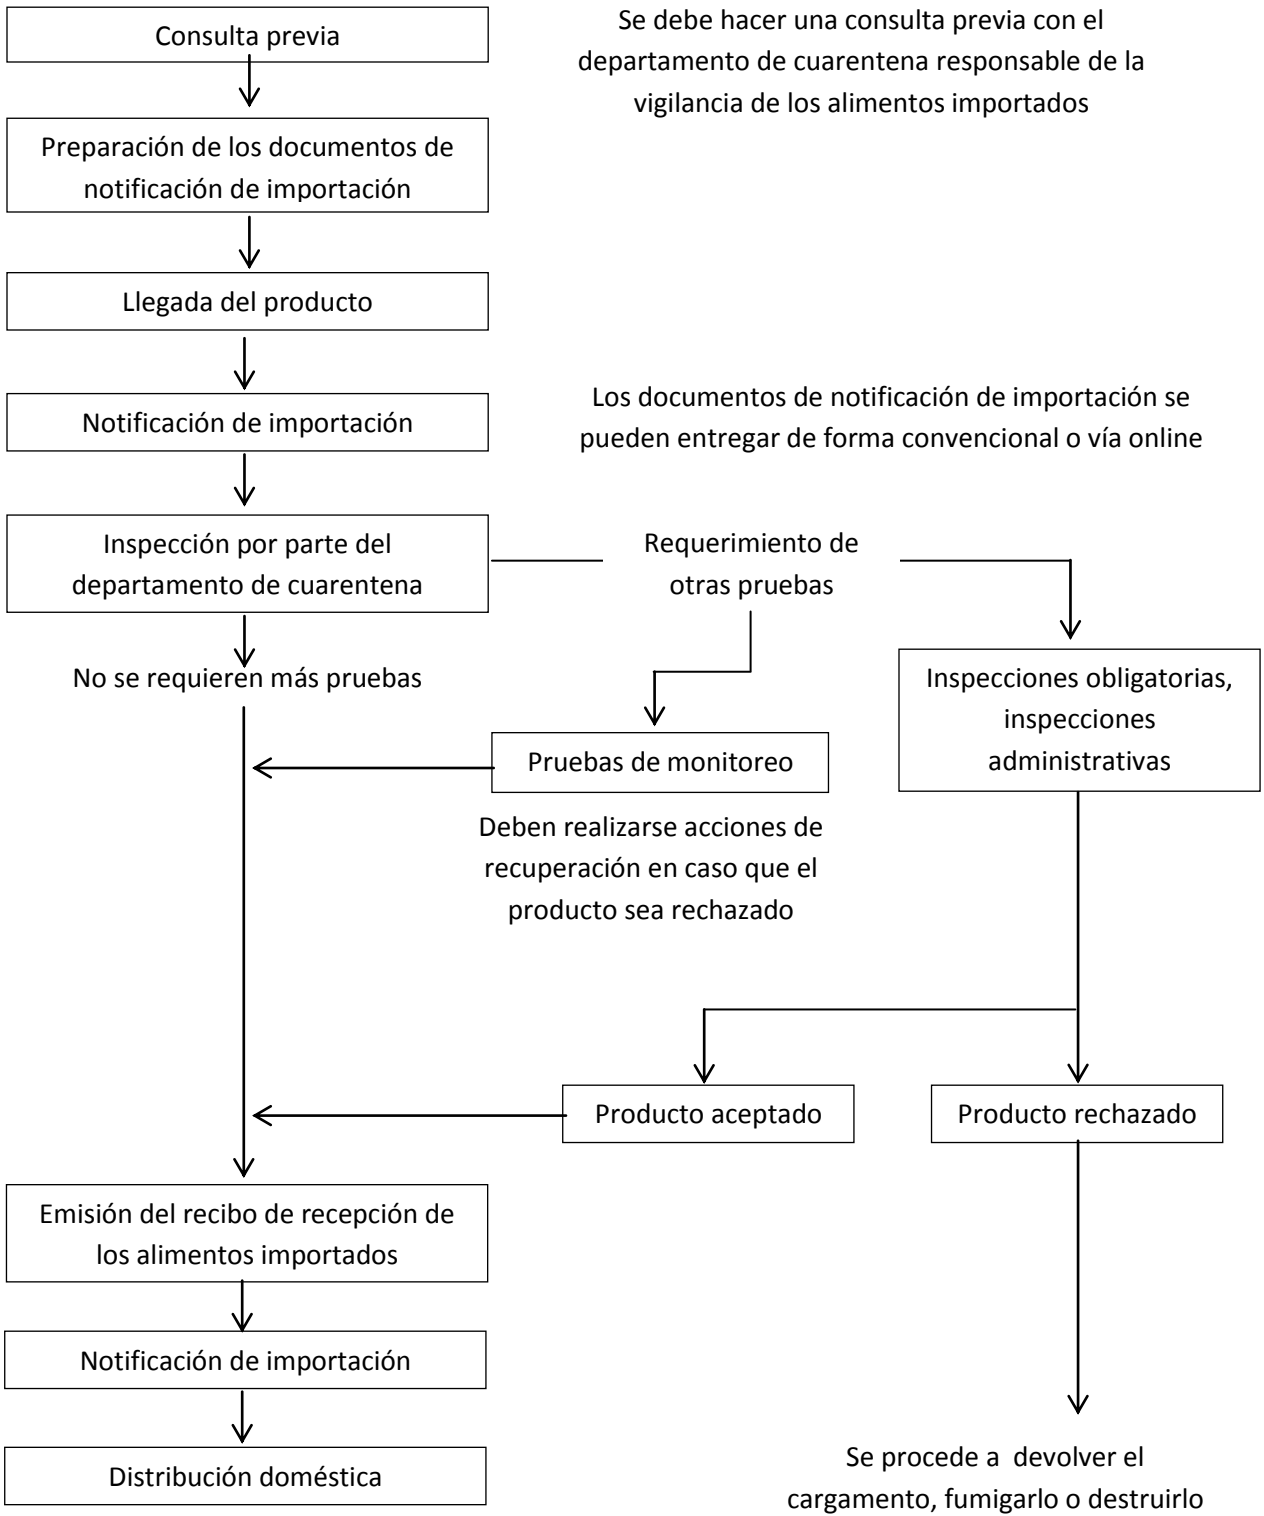 Consulta previa
Se debe hacer una consulta previa con el
departamento de cuarentena responsable de la
vigilancia de los alimentos importados
Preparación de los documentos de
notificación de importación
Llegada del producto
Notificación de importación
Los documentos de notificación de importación se
pueden entregar de forma convencional o vía online
Inspección por parte del
departamento de cuarentena
Requerimiento de
otras pruebas
No se requieren más pruebas
Inspecciones obligatorias,
inspecciones
administrativas
Pruebas de monitoreo
Deben realizarse acciones de
recuperación en caso que el
producto sea rechazado
Producto aceptado
Producto rechazado
Emisión del recibo de recepción de
los alimentos importados
Notificación de importación
Distribución doméstica
Se procede a  devolver el
cargamento, fumigarlo o destruirlo